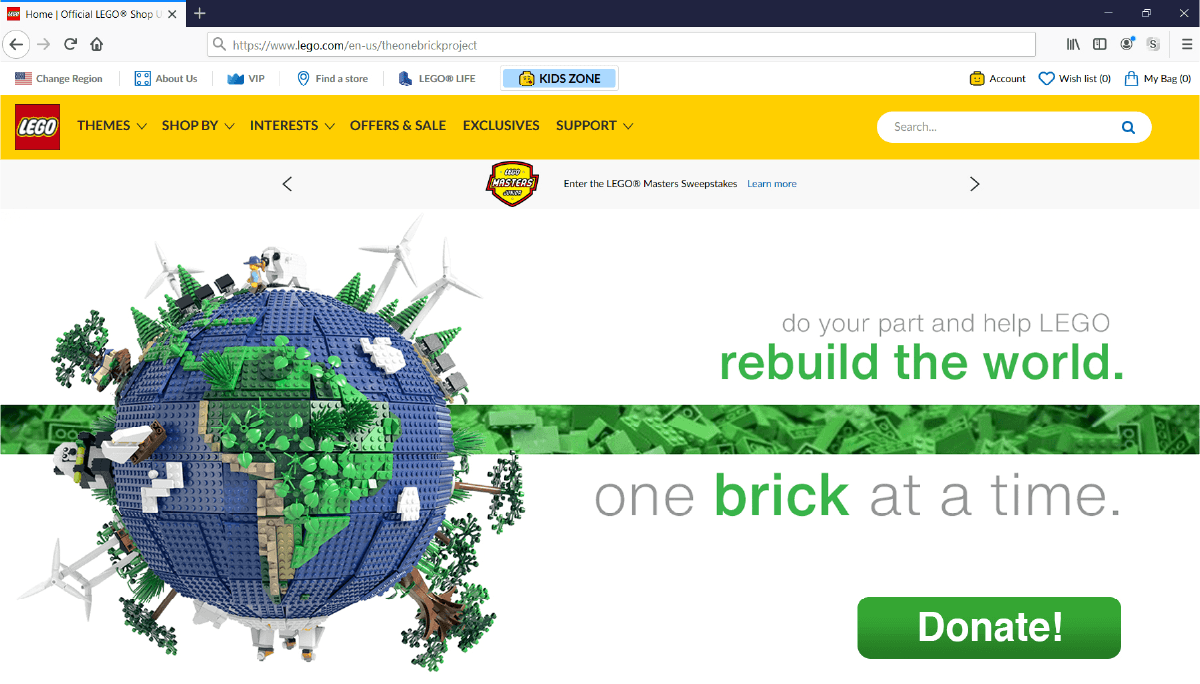 Home | Official LEGO® Shop U
https://www.lego.com/en-us/theonebrickproject
S
Change Region
About Us
VIP
Find a store
LEGO® LIFE
KIDS ZONE
Account
Wish list (0)
My Bag (0)
LEGO
THEMES
SHOP BY
INTERESTS
OFFERS & SALE
EXCLUSIVES
SUPPORT
Search...
LEGO
MASTERS
JUNIOR
Enter the LEGO® Masters Sweepstakes Learn more
do your part and help LEGO
rebuild the world.
one brick at a time.
Donate!